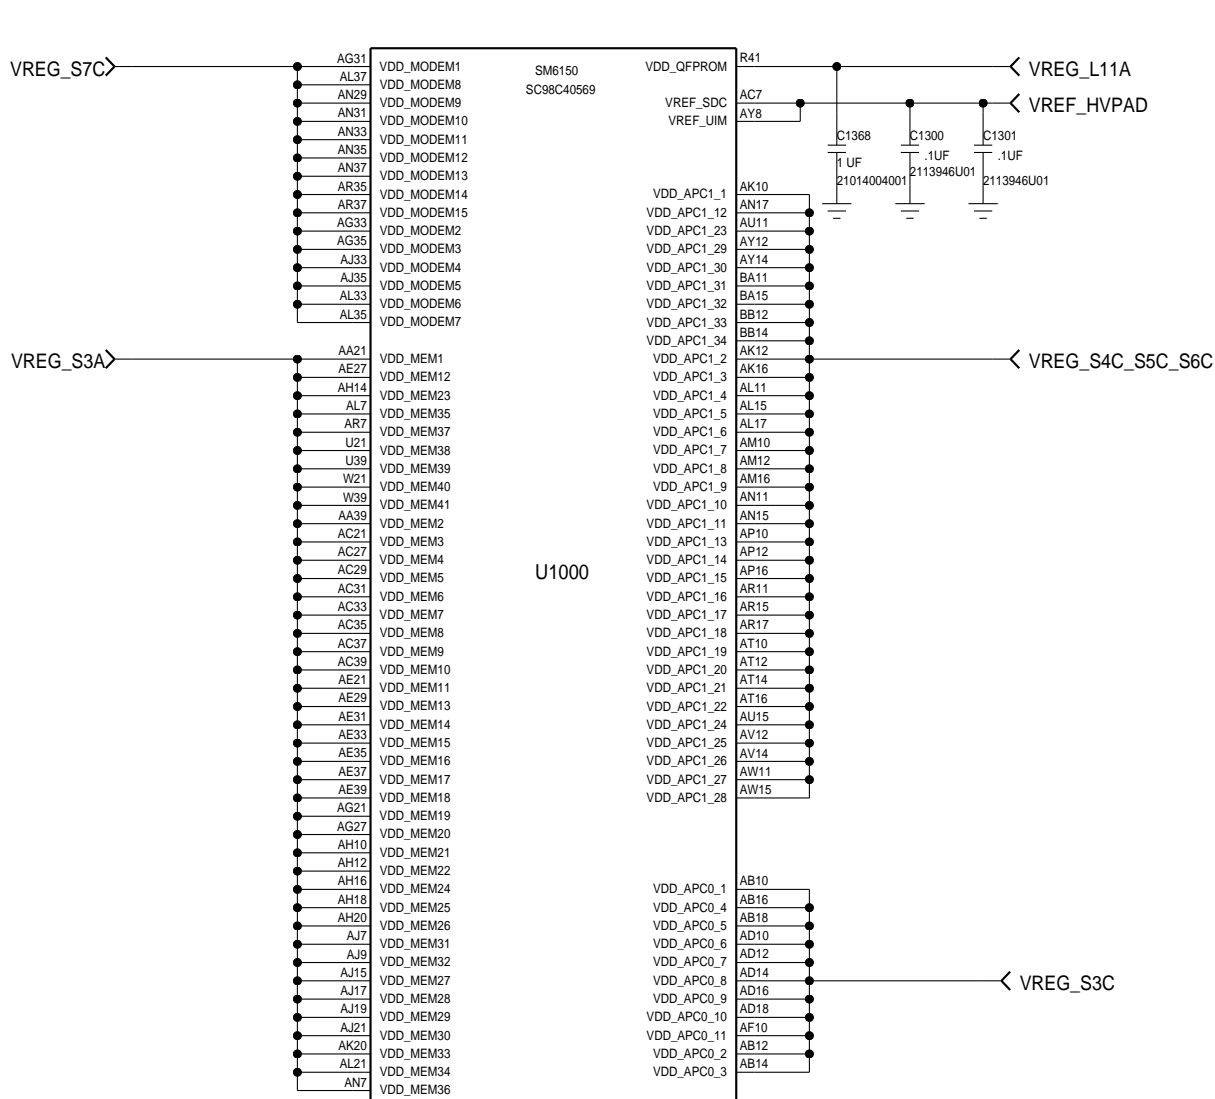 VREG_S7C
AG31 VDD_MODEM1
AL37 VDD_MODEM8
AN29 VDD_MODEM9
AN31 VDD_MODEM10
AN33 VDD_MODEM11
AN35 VDD_MODEM12
AN37 VDD_MODEM13
AR35 VDD_MODEM14
AR37 VDD_MODEM15
AG33 VDD_MODEM2
AG35 VDD_MODEM3
AJ33 VDD_MODEM4
AJ35 VDD_MODEM5
AL33 VDD_MODEM6
AL35 VDD_MODEM7
VREG_S3A
AA21 VDD_MEM1
AE27 VDD_MEM12
AH14 VDD_MEM23
AL7 VDD_MEM35
AR7 VDD_MEM37
U21 VDD_MEM38
U39 VDD_MEM39
W21 VDD_MEM40
W39 VDD_MEM41
AA39 VDD_MEM2
AC21 VDD_MEM3
AC27 VDD_MEM4
AC29 VDD_MEM5
AC31 VDD_MEM6
AC33 VDD_MEM7
AC35 VDD_MEM8
AC37 VDD_MEM9
AC39 VDD_MEM10
AE21 VDD_MEM11
AE29 VDD_MEM13
AE31 VDD_MEM14
AE33 VDD_MEM15
AE35 VDD_MEM16
AE37 VDD_MEM17
AE39 VDD_MEM18
AG21 VDD_MEM19
AG27 VDD_MEM20
AH10 VDD_MEM21
AH12 VDD_MEM22
AH16 VDD_MEM24
AH18 VDD_MEM25
AH20 VDD_MEM26
AJ7 VDD_MEM31
AJ9 VDD_MEM32
AJ15 VDD_MEM27
AJ17 VDD_MEM28
AJ19 VDD_MEM29
AJ21 VDD_MEM30
AK20 VDD_MEM33
AL21 VDD_MEM34
AN7 VDD_MEM36
SM6150
SC98C40569
U1000
VDD_QFPROM R41
VREG_L11A
VREF_SDC AC7
VREF_UIM AY8
VREF_HVPAD
C1368
1 UF
21014004001
C1300
.1UF
2113946U01
C1301
.1UF
2113946U01
VDD_APC1_1 AK10
VDD_APC1_12 AN17
VDD_APC1_23 AU11
VDD_APC1_29 AY12
VDD_APC1_30 AY14
VDD_APC1_31 BA11
VDD_APC1_32 BA15
VDD_APC1_33 BB12
VDD_APC1_34 BB14
VDD_APC1_2 AK12
VREG_S4C_S5C_S6C
VDD_APC1_3 AK16
VDD_APC1_4 AL11
VDD_APC1_5 AL15
VDD_APC1_6 AL17
VDD_APC1_7 AM10
VDD_APC1_8 AM12
VDD_APC1_9 AM16
VDD_APC1_10 AN11
VDD_APC1_11 AN15
VDD_APC1_13 AP10
VDD_APC1_14 AP12
VDD_APC1_15 AP16
VDD_APC1_16 AR11
VDD_APC1_17 AR15
VDD_APC1_18 AR17
VDD_APC1_19 AT10
VDD_APC1_20 AT12
VDD_APC1_21 AT14
VDD_APC1_22 AT16
VDD_APC1_24 AU15
VDD_APC1_25 AV12
VDD_APC1_26 AV14
VDD_APC1_27 AW11
VDD_APC1_28 AW15
VDD_APC0_1 AB10
VDD_APC0_4 AB16
VDD_APC0_5 AB18
VDD_APC0_6 AD10
VDD_APC0_7 AD12
VDD_APC0_8 AD14
VREG_S3C
VDD_APC0_9 AD16
VDD_APC0_10 AD18
VDD_APC0_11 AF10
VDD_APC0_2 AB12
VDD_APC0_3 AB14